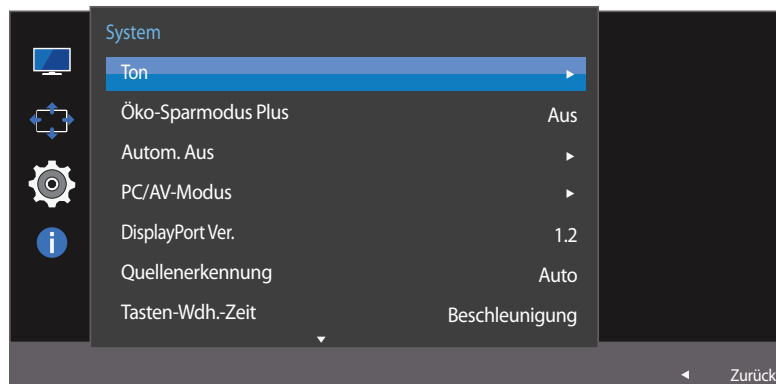 System
Ton
Öko-Sparmodus Plus Aus
Autom. Aus
PC/AV-Modus
DisplayPort Ver. 1.2
Quellenerkennung Auto
Tasten-Wdh.-Zeit Beschleunigung
Zurück